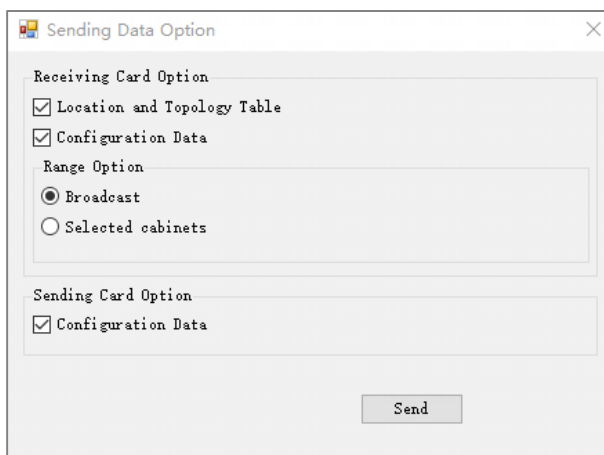 Sending Data Option
Receiving Card Option
Location and Topology Table
Configuration Data
Range Option
Broadcast
Selected cabinets
Sending Card Option
Configuration Data
Send